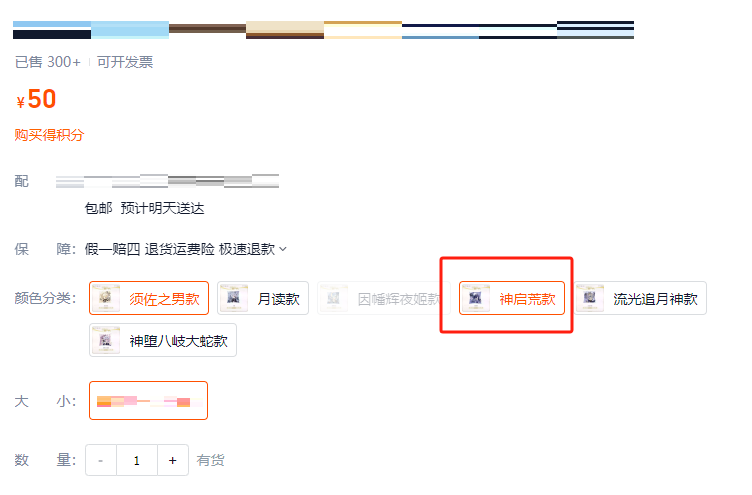 已售 300+ 可开发票
¥50
购买得积分
配
包邮 预计明天送达
保 障: 假一赔四 退货运费险 极速退款
颜色分类: 须佐之男款 月读款 因幡辉夜姬款 神启荒款 流光追月神款
神堕八岐大蛇款
大 小:
数 量: - 1 + 有货